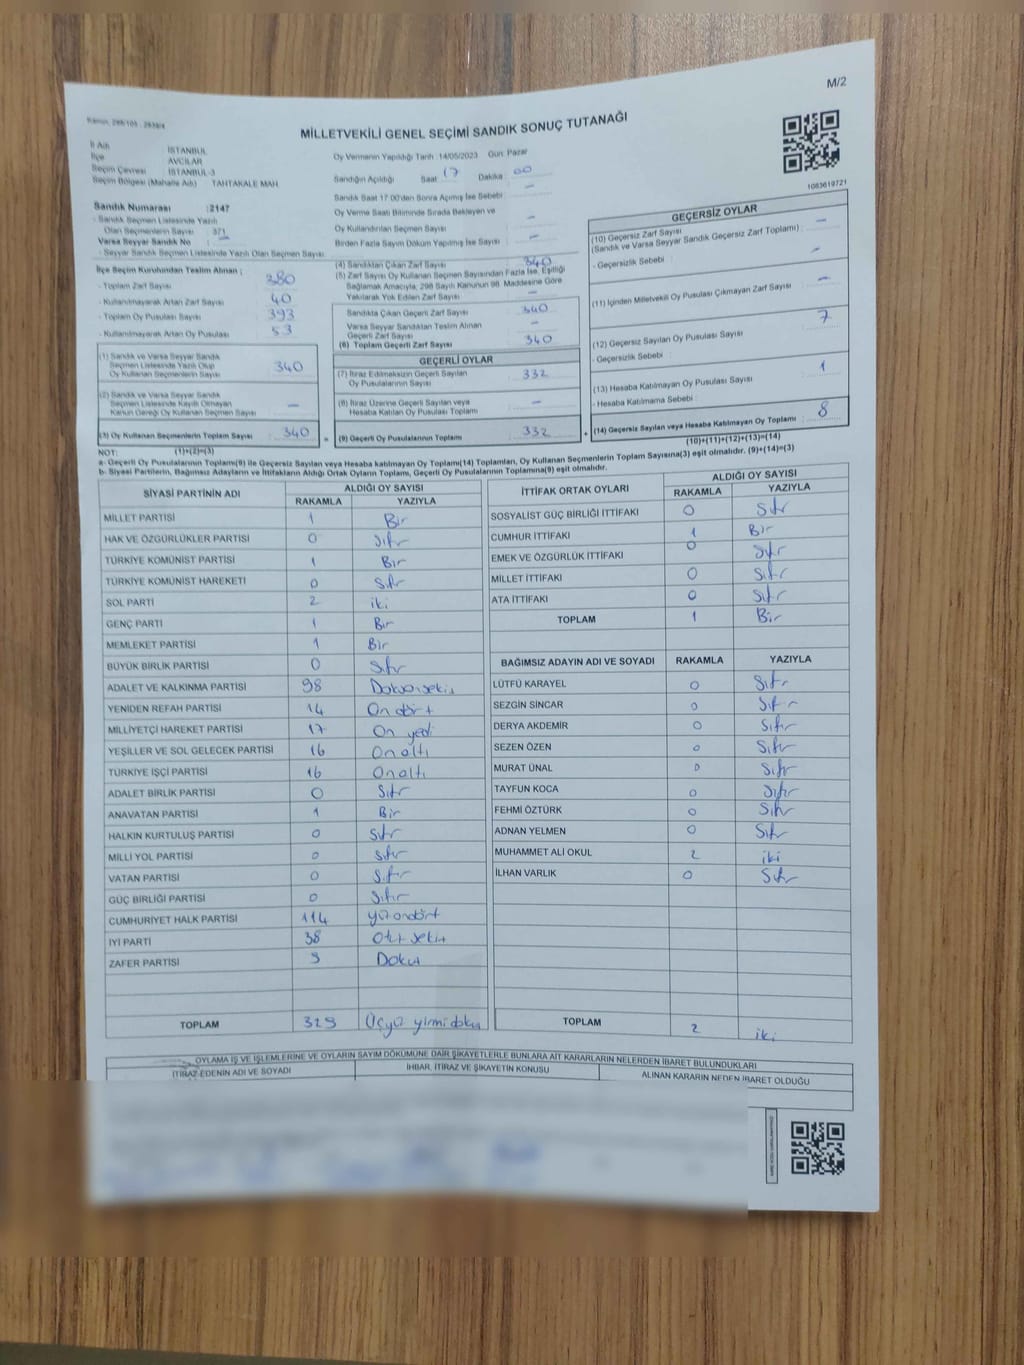 M/2
MİLLETVEKİLİ GENEL SEÇİMİ SANDIK SONUÇ TUTANAĞI
1083619721
İl Adı : İSTANBUL
İlçe : AVCILAR
Seçim Çevresi : İSTANBUL-3
Seçim Bölgesi (Mahalle Adı) : TAHTAKALE MAH.
Oy Vermenin Yapıldığı Tarih :14/05/2023 Gün: Pazar
Sandığın Açıldığı Saat 17 Dakika 00
Sandık Saat 17.00'den Sonra Açılmış İse Sebebi : –
Oy Verme Saati Bitiminde Sırada Bekleyen ve
Oy Kullandırılan Seçmen Sayısı –
Birden Fazla Sayım Döküm Yapılmış İse Sayısı –
Sandık Numarası :2147
- Sandık Seçmen Listesinde Yazılı
Olan Seçmenlerin Sayısı : 371
Varsa Seyyar Sandık No : –
- Seyyar Sandık Seçmen Listesinde Yazılı Olan Seçmen Sayısı :
İlçe Seçim Kurulundan Teslim Alınan ;
- Toplam Zarf Sayısı 380
- Kullanılmayarak Artan Zarf Sayısı 40
- Toplam Oy Pusulası Sayısı 393
- Kullanılmayarak Artan Oy Pusulası 53
(1) Sandık ve Varsa Seyyar Sandık
Seçmen Listesinde Yazılı Olup
Oy Kullanan Seçmenlerin Sayısı 340
(2) Sandık ve Varsa Seyyar Sandık
Seçmen Listesinde Kayıtlı Olmayan
Kanun Gereği Oy Kullanan Seçmen Sayısı –
(3) Oy Kullanan Seçmenlerin Toplam Sayısı 340
(1)+(2)=(3)
(4) Sandıktan Çıkan Zarf Sayısı 340
(5) Zarf Sayısı Oy Kullanan Seçmen Sayısından Fazla İse, Eşitliği
Sağlamak Amacıyla, 298 Sayılı Kanunun 98. Maddesine Göre
Yakılarak Yok Edilen Zarf Sayısı –
Sandıkta Çıkan Geçerli Zarf Sayısı 340
Varsa Seyyar Sandıktan Teslim Alınan
Geçerli Zarf Sayısı –
(6) Toplam Geçerli Zarf Sayısı 340
GEÇERLİ OYLAR
(7) İtiraz Edilmeksizin Geçerli Sayılan
Oy Pusulalarının Sayısı 332
(8) İtiraz Üzerine Geçerli Sayılan veya
Hesaba Katılan Oy Pusulası Toplamı –
= (9) Geçerli Oy Pusulalarının Toplamı 332
GEÇERSİZ OYLAR
(10) Geçersiz Zarf Sayısı
(Sandık ve Varsa Seyyar Sandık Geçersiz Zarf Toplamı) : –
- Geçersizlik Sebebi : –
(11) İçinden Milletvekili Oy Pusulası Çıkmayan Zarf Sayısı –
(12) Geçersiz Sayılan Oy Pusulası Sayısı 7
- Geçersizlik Sebebi :
(13) Hesaba Katılmayan Oy Pusulası Sayısı 1
- Hesaba Katılmama Sebebi :
+ (14) Geçersiz Sayılan veya Hesaba Katılmayan Oy Toplamı 8
(10)+(11)+(12)+(13)=(14)
NOT:
a- Geçerli Oy Pusulalarının Toplamı(9) ile Geçersiz Sayılan veya Hesaba katılmayan Oy Toplamı(14) Toplamları, Oy Kullanan Seçmenlerin Toplam Sayısına(3) eşit olmalıdır. (9)+(14)=(3)
b- Siyasi Partilerin, Bağımsız Adayların ve İttifakların Aldığı Ortak Oyların Toplamı, Geçerli Oy Pusulalarının Toplamına(9) eşit olmalıdır.
SİYASİ PARTİNİN ADI ALDIĞI OY SAYISI
RAKAMLA YAZIYLA
MİLLET PARTİSİ 1 Bir
HAK VE ÖZGÜRLÜKLER PARTİSİ 0 Sıfır
TÜRKİYE KOMÜNİST PARTİSİ 1 Bir
TÜRKİYE KOMÜNİST HAREKETİ 0 Sıfır
SOL PARTİ 2 iki
GENÇ PARTİ 1 Bir
MEMLEKET PARTİSİ 1 Bir
BÜYÜK BİRLİK PARTİSİ 0 Sıfır
ADALET VE KALKINMA PARTİSİ 98 Doksansekiz
YENİDEN REFAH PARTİSİ 14 On dört
MİLLİYETÇİ HAREKET PARTİSİ 17 On yedi
YEŞİLLER VE SOL GELECEK PARTİSİ 16 On altı
TÜRKİYE İŞÇİ PARTİSİ 16 On altı
ADALET BİRLİK PARTİSİ 0 Sıfır
ANAVATAN PARTİSİ 1 Bir
HALKIN KURTULUŞ PARTİSİ 0 Sıfır
MİLLİ YOL PARTİSİ 0 Sıfır
VATAN PARTİSİ 0 Sıfır
GÜÇ BİRLİĞİ PARTİSİ 0 Sıfır
CUMHURİYET HALK PARTİSİ 114 yüzondört
İYİ PARTİ 38 Otuz sekiz
ZAFER PARTİSİ 9 Dokuz
TOPLAM 329 Üçyüz yirmi dokuz
İTTİFAK ORTAK OYLARI ALDIĞI OY SAYISI
RAKAMLA YAZIYLA
SOSYALİST GÜÇ BİRLİĞİ İTTİFAKI 0 Sıfır
CUMHUR İTTİFAKI 1 Bir
EMEK VE ÖZGÜRLÜK İTTİFAKI 0 Sıfır
MİLLET İTTİFAKI 0 Sıfır
ATA İTTİFAKI 0 Sıfır
TOPLAM 1 Bir
BAĞIMSIZ ADAYIN ADI VE SOYADI RAKAMLA YAZIYLA
LÜTFÜ KARAYEL 0 Sıfır
SEZGİN SİNCAR 0 Sıfır
DERYA AKDEMİR 0 Sıfır
SEZEN ÖZEN 0 Sıfır
MURAT ÜNAL 0 Sıfır
TAYFUN KOCA 0 Sıfır
FEHMİ ÖZTÜRK 0 Sıfır
ADNAN YELMEN 0 Sıfır
MUHAMMET ALİ OKUL 2 iki
İLHAN VARLIK 0 Sıfır
TOPLAM 2 iki
OYLAMA İŞ VE İŞLEMLERİNE VE OYLARIN SAYIM DÖKÜMÜNE DAİR ŞİKAYETLERLE BUNLARA AİT KARARLARIN NELERDEN İBARET BULUNDUKLARI
İTİRAZ EDENİN ADI VE SOYADI İHBAR, İTİRAZ VE ŞİKAYETİN KONUSU ALINAN KARARIN NEDEN İBARET OLDUĞU